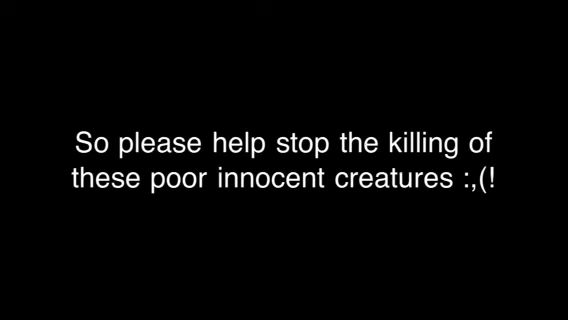 So please help stop the killing of
these poor innocent creatures :,(!